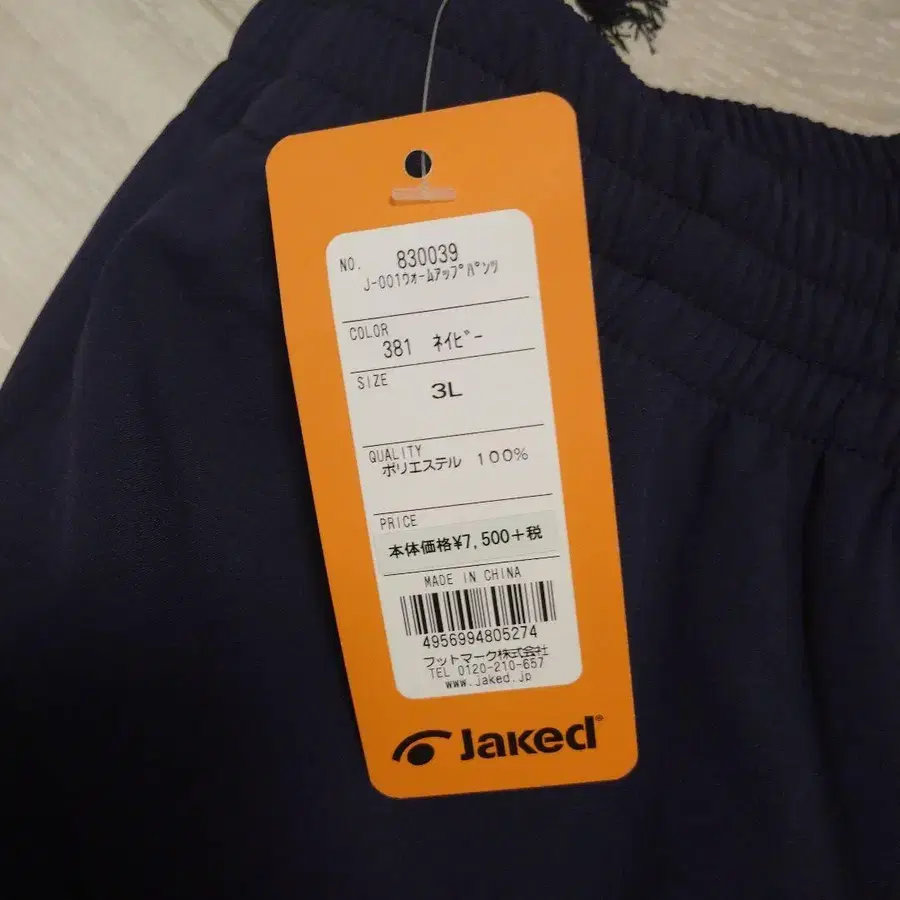 NO. 830039
J-001ｳｫｰﾑｱｯﾌﾟﾊﾟﾝﾂ
COLOR
381 ﾈｲﾋﾞｰ
SIZE
3L
QUALITY
ポリエステル 100%
PRICE
本体価格¥7,500+税
MADE IN CHINA
4956994805274
フットマーク株式会社
TEL 0120-210-657
www.jaked.jp
Jaked®